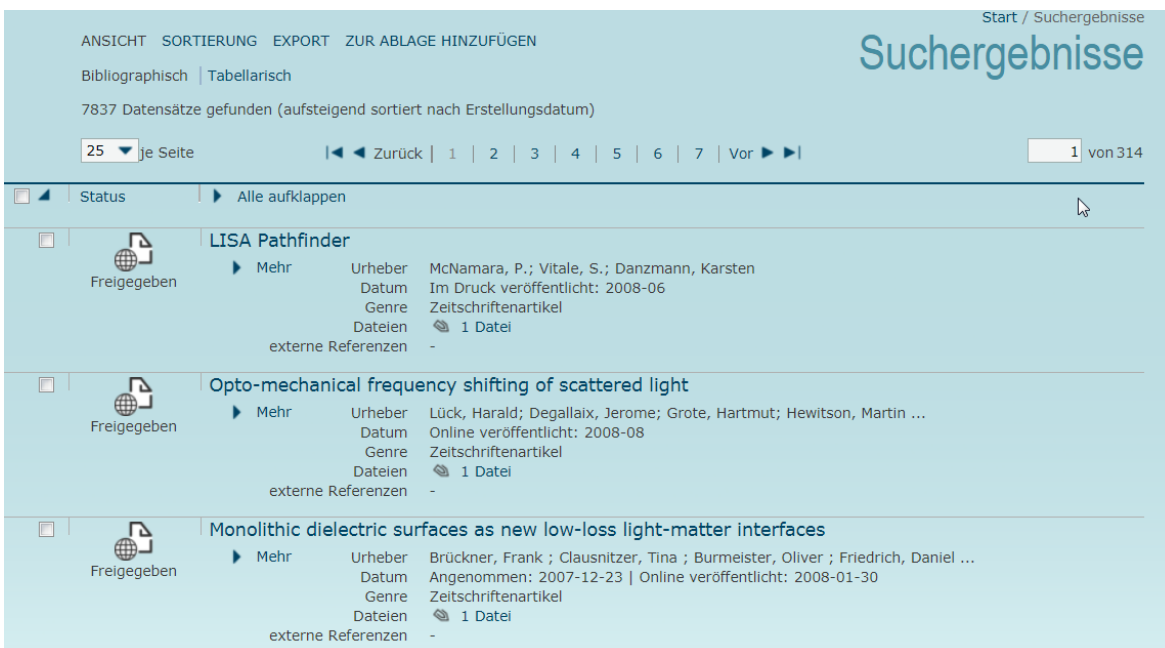 Start / Suchergebnisse
ANSICHT SORTIERUNG EXPORT ZUR ABLAGE HINZUFÜGEN
Suchergebnisse
Bibliographisch | Tabellarisch
7837 Datensätze gefunden (aufsteigend sortiert nach Erstellungsdatum)
25 je Seite Zurück | 1 | 2 | 3 | 4 | 5 | 6 | 7 | Vor 1 von 314
Status Alle aufklappen
LISA Pathfinder
Freigegeben
Mehr Urheber McNamara, P.; Vitale, S.; Danzmann, Karsten
Datum Im Druck veröffentlicht: 2008-06
Genre Zeitschriftenartikel
Dateien 1 Datei
externe Referenzen -
Opto-mechanical frequency shifting of scattered light
Freigegeben
Mehr Urheber Lück, Harald; Degallaix, Jerome; Grote, Hartmut; Hewitson, Martin ...
Datum Online veröffentlicht: 2008-08
Genre Zeitschriftenartikel
Dateien 1 Datei
externe Referenzen -
Monolithic dielectric surfaces as new low-loss light-matter interfaces
Freigegeben
Mehr Urheber Brückner, Frank ; Clausnitzer, Tina ; Burmeister, Oliver ; Friedrich, Daniel ...
Datum Angenommen: 2007-12-23 | Online veröffentlicht: 2008-01-30
Genre Zeitschriftenartikel
Dateien 1 Datei
externe Referenzen -